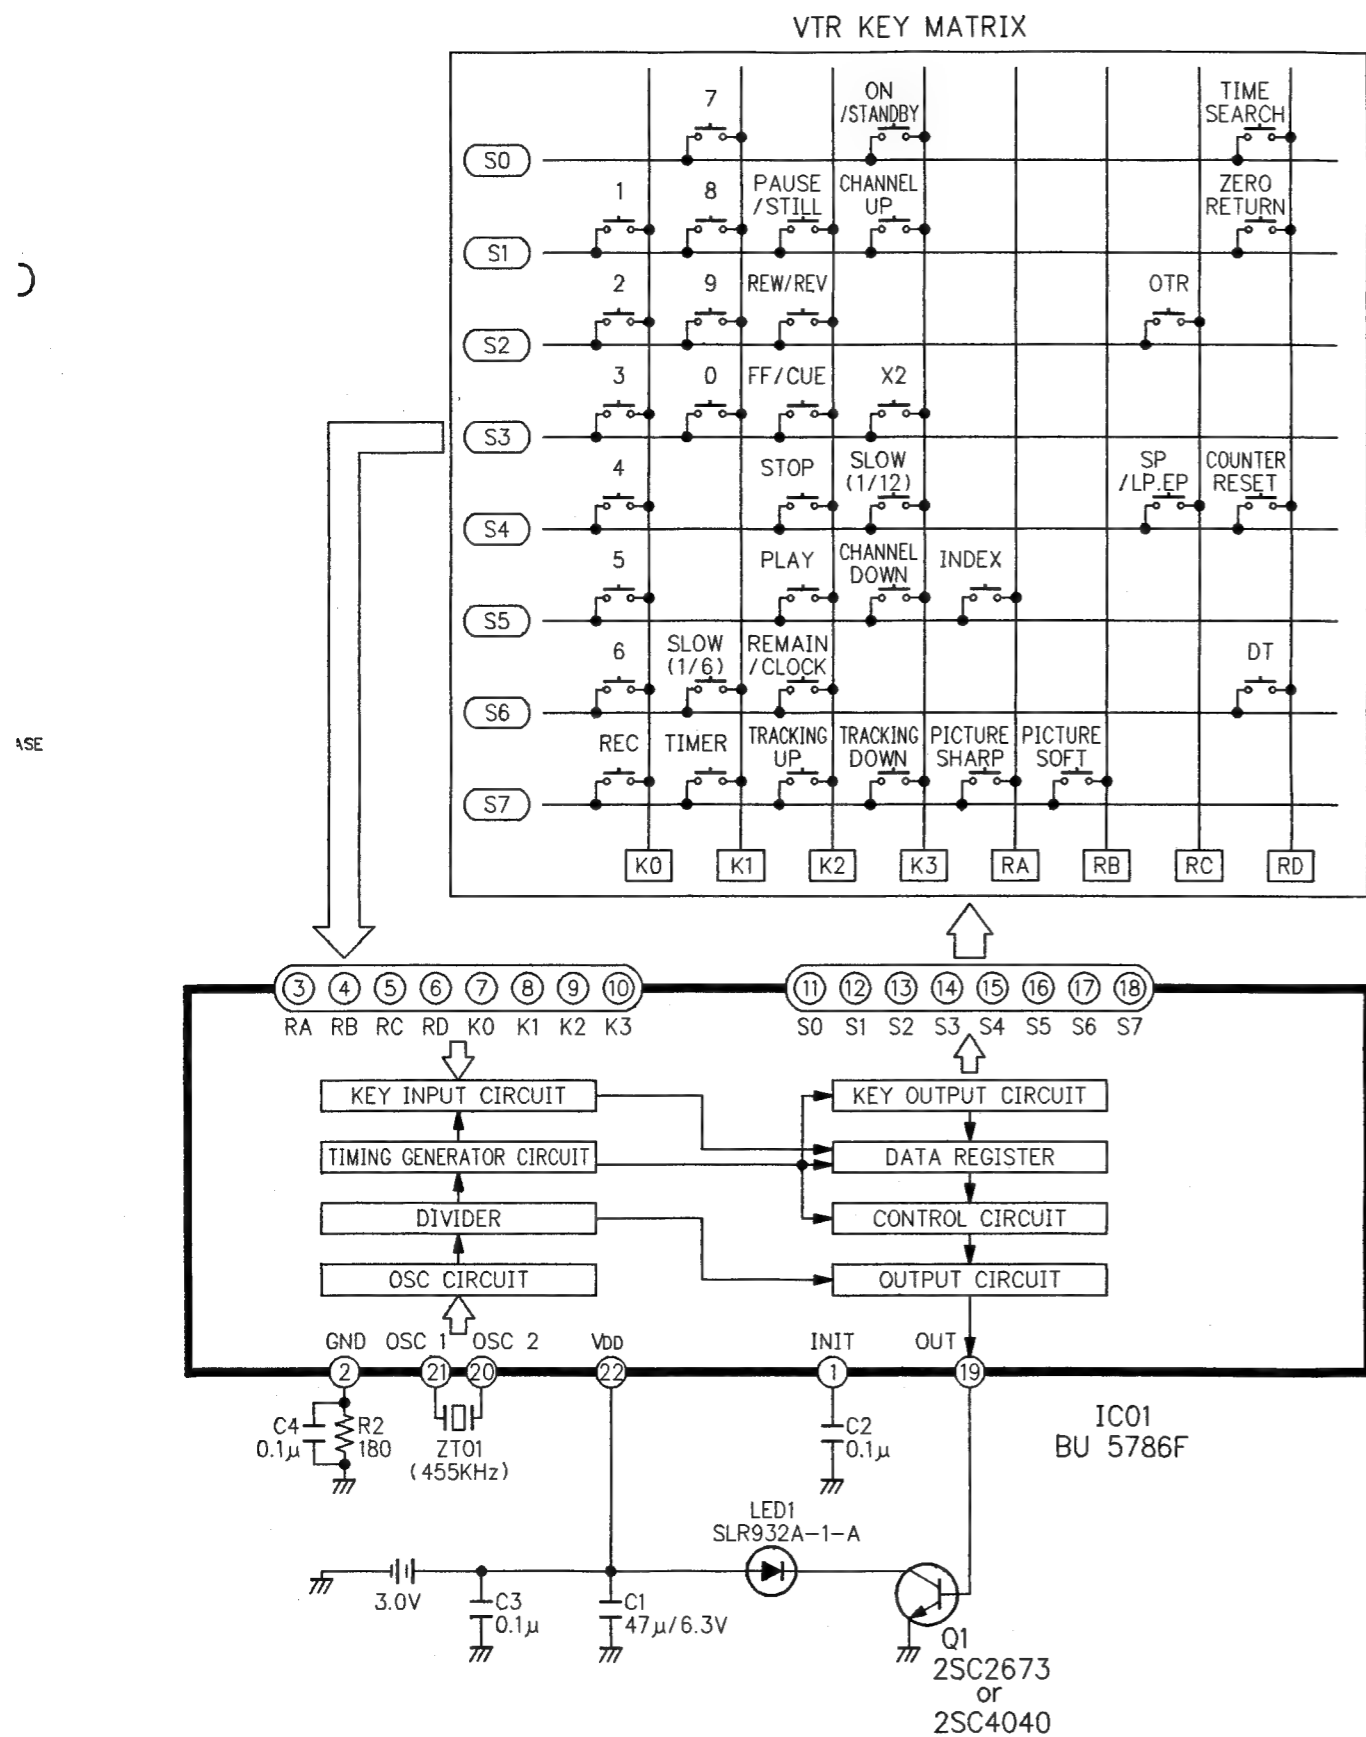 VTR KEY MATRIX
7
ON
/STANDBY
TIME
SEARCH
S0
1
8
PAUSE
/STILL
CHANNEL
UP
ZERO
RETURN
S1
2
9
REW/REV
OTR
S2
3
0
FF/CUE
X2
S3
4
STOP
SLOW
(1/12)
SP
/LP.EP
COUNTER
RESET
S4
5
PLAY
CHANNEL
DOWN
INDEX
S5
6
SLOW
(1/6)
REMAIN
/CLOCK
DT
S6
ASE
REC
TIMER
TRACKING
UP
TRACKING
DOWN
PICTURE
SHARP
PICTURE
SOFT
S7
K0 K1 K2 K3 RA RB RC RD
3 4 5 6 7 8 9 10
11 12 13 14 15 16 17 18
RA RB RC RD K0 K1 K2 K3
S0 S1 S2 S3 S4 S5 S6 S7
KEY INPUT CIRCUIT
KEY OUTPUT CIRCUIT
TIMING GENERATOR CIRCUIT
DATA REGISTER
DIVIDER
CONTROL CIRCUIT
OSC CIRCUIT
OUTPUT CIRCUIT
GND OSC 1 OSC 2 VDD INIT OUT
2 21 20 22 1 19
C4
0.1μ
R2
180
ZT01
(455KHz)
C2
0.1μ
IC01
BU 5786F
LED1
SLR932A-1-A
3.0V
C3
0.1μ
C1
47μ/6.3V
Q1
2SC2673
or
2SC4040